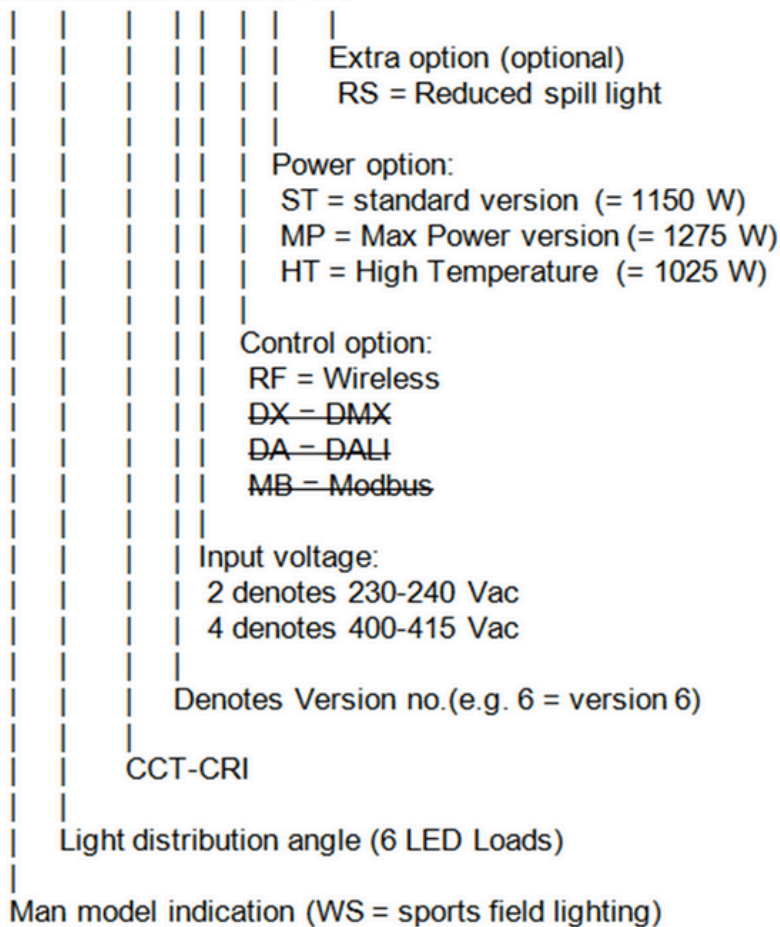 Extra option (optional)
RS = Reduced spill light
Power option:
ST = standard version (= 1150 W)
MP = Max Power version (= 1275 W)
HT = High Temperature (= 1025 W)
Control option:
RF = Wireless
DX = DMX
DA = DALI
MB = Modbus
Input voltage:
2 denotes 230-240 Vac
4 denotes 400-415 Vac
Denotes Version no.(e.g. 6 = version 6)
CCT-CRI
Light distribution angle (6 LED Loads)
Man model indication (WS = sports field lighting)